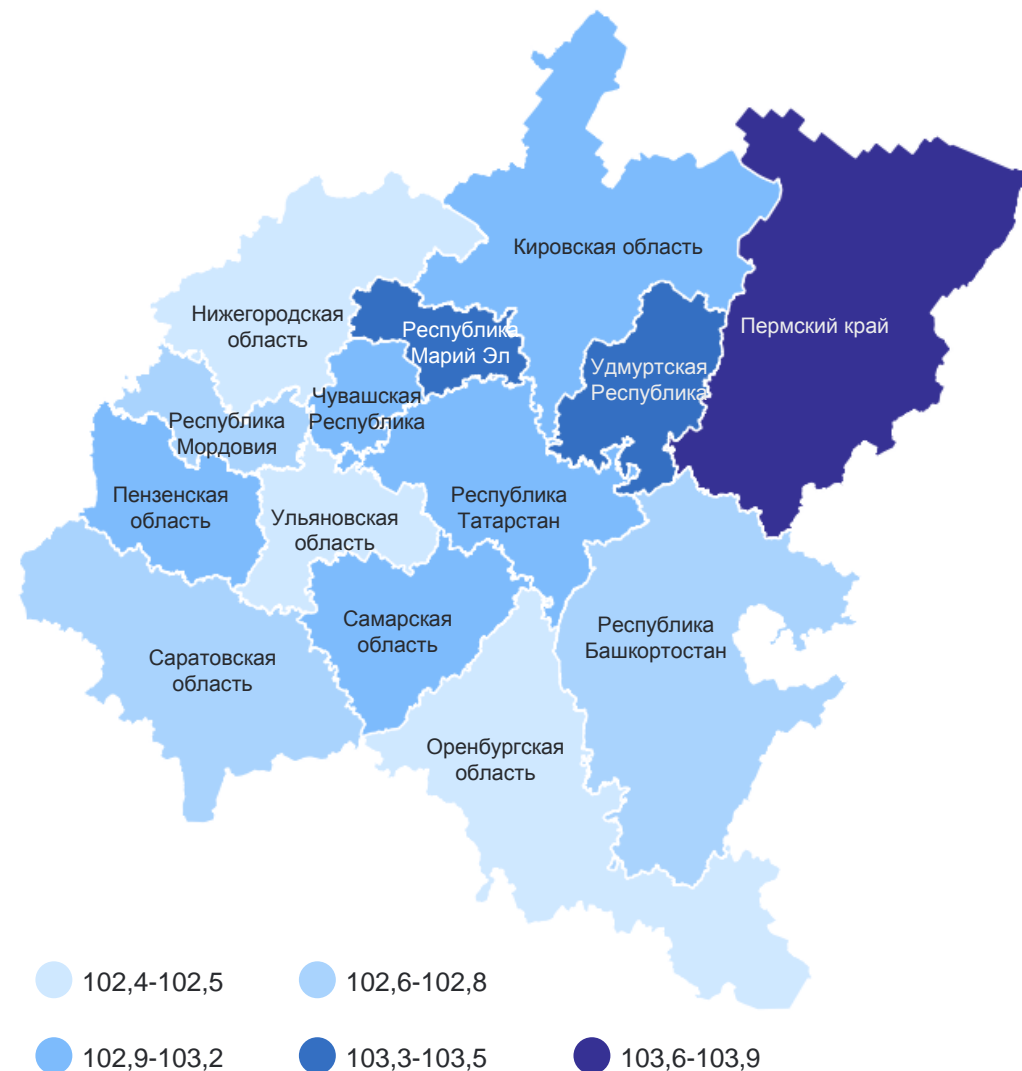 Кировская область
Нижегородская
область
Республика
Марий Эл
Пермский край
Удмуртская
Республика
Чувашская
Республика
Республика
Мордовия
Пензенская
область
Ульяновская
область
Республика
Татарстан
Самарская
область
Республика
Башкортостан
Саратовская
область
Оренбургская
область
102,4-102,5
102,6-102,8
102,9-103,2
103,3-103,5
103,6-103,9